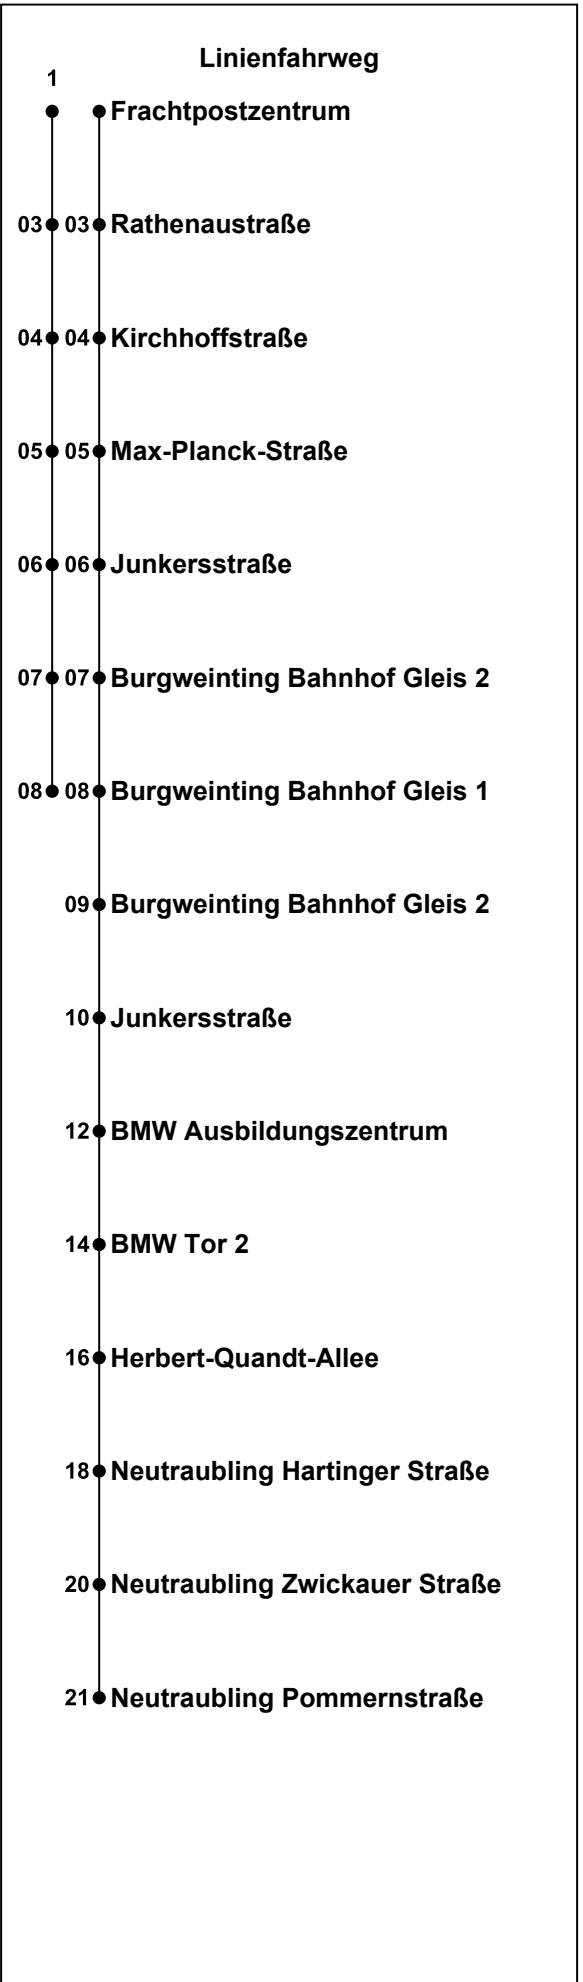 Linienfahrweg
1
Frachtpostzentrum
03 03 Rathenaustraße
04 04 Kirchhoffstraße
05 05 Max-Planck-Straße
06 06 Junkersstraße
07 07 Burgweinting Bahnhof Gleis 2
08 08 Burgweinting Bahnhof Gleis 1
09 Burgweinting Bahnhof Gleis 2
10 Junkersstraße
12 BMW Ausbildungszentrum
14 BMW Tor 2
16 Herbert-Quandt-Allee
18 Neutraubling Hartinger Straße
20 Neutraubling Zwickauer Straße
21 Neutraubling Pommernstraße